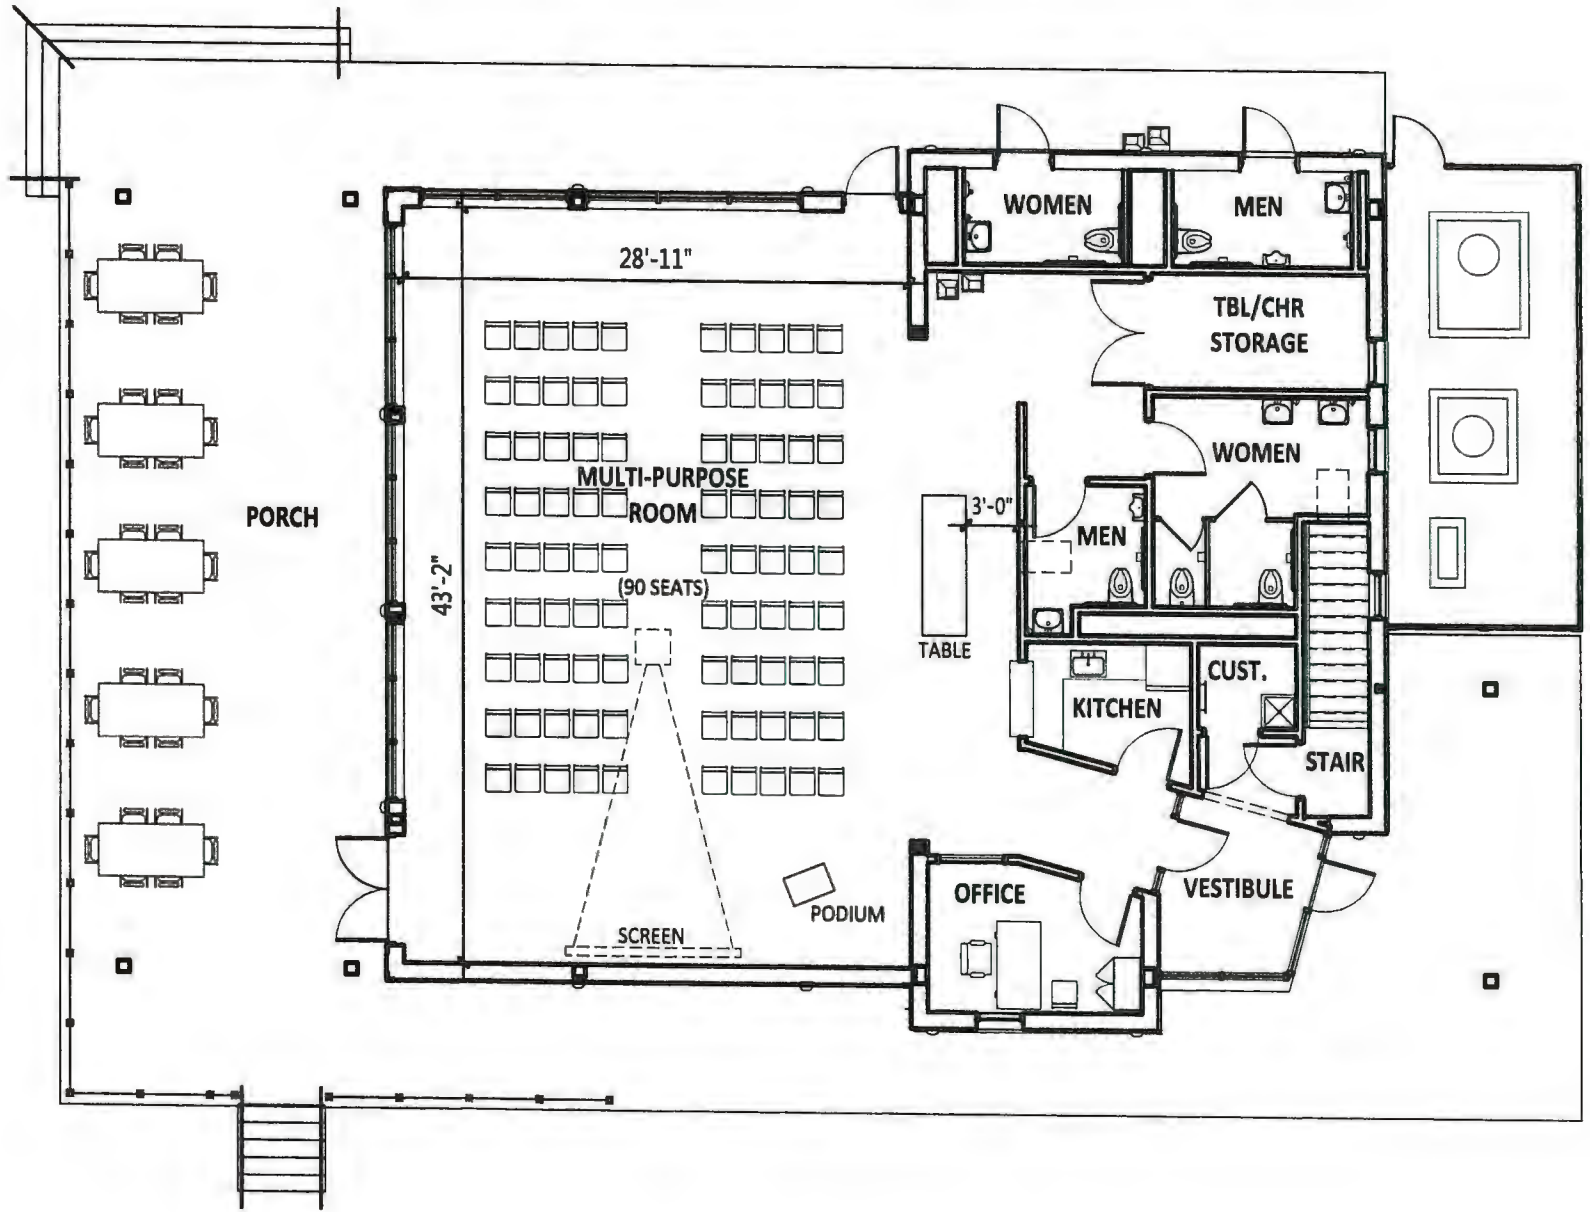 WOMEN
MEN
28'-11"
TBL/CHR
STORAGE
WOMEN
MULTI-PURPOSE
ROOM
3'-0"
PORCH
MEN
43'-2"
(90 SEATS)
TABLE
CUST.
KITCHEN
STAIR
OFFICE
VESTIBULE
PODIUM
SCREEN